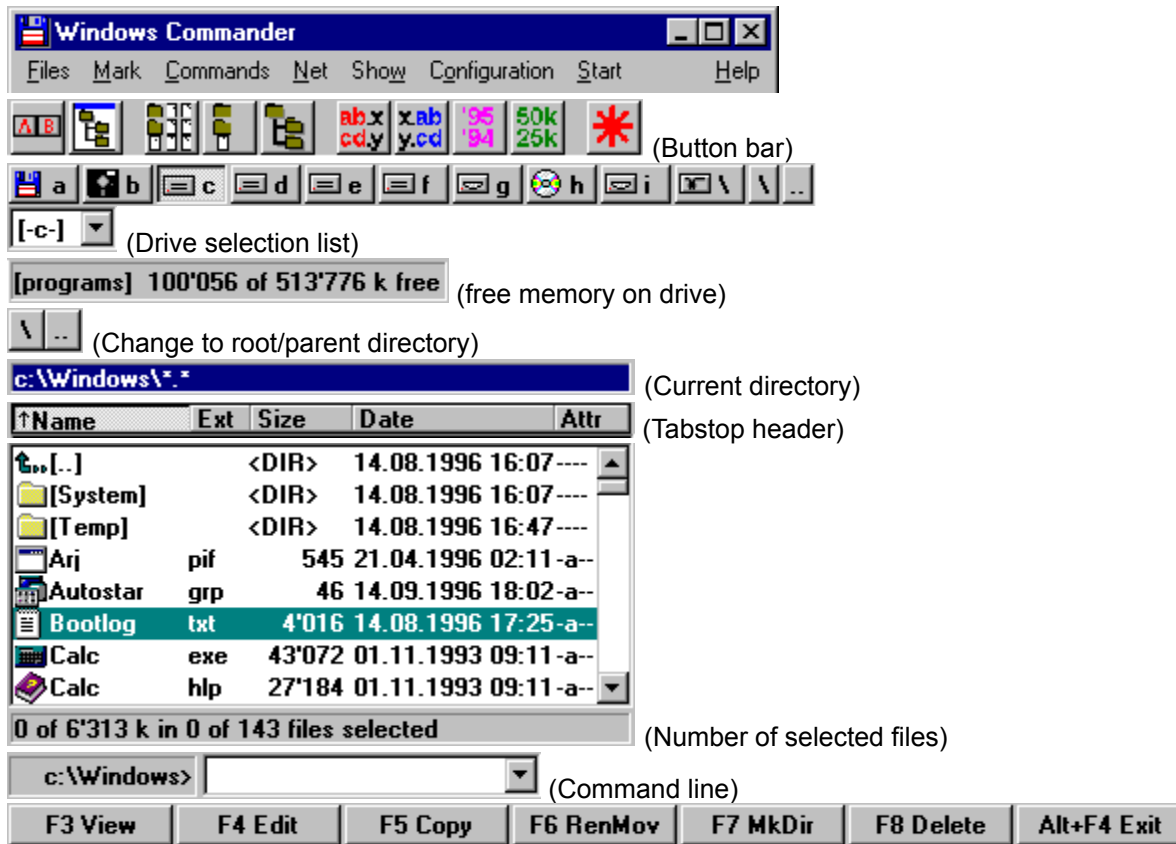 Windows Commander
Files Mark Commands Net Show Configuration Start Help
A B ab.x cd.y x.ab y.cd '95 '94 50k 25k (Button bar)
a b c d e f g h i \ \ ..
[-c-] (Drive selection list)
[programs] 100'056 of 513'776 k free (free memory on drive)
\ .. (Change to root/parent directory)
c:\Windows\*.* (Current directory)
↑Name Ext Size Date Attr (Tabstop header)
[..] <DIR> 14.08.1996 16:07 ----
[System] <DIR> 14.08.1996 16:07 ----
[Temp] <DIR> 14.08.1996 16:47 ----
Arj pif 545 21.04.1996 02:11 -a--
Autostar grp 46 14.09.1996 18:02 -a--
Bootlog txt 4'016 14.08.1996 17:25 -a--
Calc exe 43'072 01.11.1993 09:11 -a--
Calc hlp 27'184 01.11.1993 09:11 -a--
0 of 6'313 k in 0 of 143 files selected (Number of selected files)
c:\Windows> (Command line)
F3 View F4 Edit F5 Copy F6 RenMov F7 MkDir F8 Delete Alt+F4 Exit